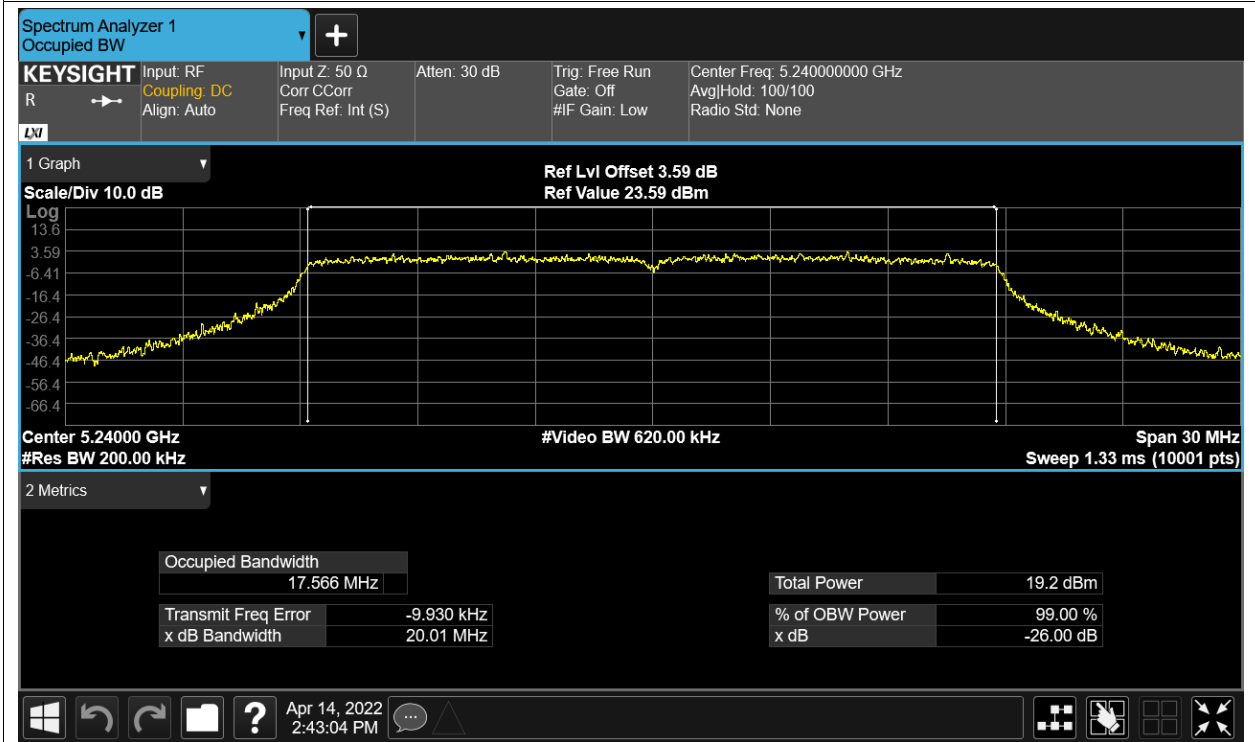 Spectrum Analyzer 1
Occupied BW
KEYSIGHT Input: RF Input Z: 50 Ω Atten: 30 dB Trig: Free Run Center Freq: 5.240000000 GHz
R Coupling: DC Corr CCorr Gate: Off Avg|Hold: 100/100
Align: Auto Freq Ref: Int (S) #IF Gain: Low Radio Std: None
LXI
1 Graph
Ref Lvl Offset 3.59 dB
Scale/Div 10.0 dB Ref Value 23.59 dBm
Log
13.6
3.59
-6.41
-16.4
-26.4
-36.4
-46.4
-56.4
-66.4
Center 5.24000 GHz #Video BW 620.00 kHz Span 30 MHz
#Res BW 200.00 kHz Sweep 1.33 ms (10001 pts)
2 Metrics
Occupied Bandwidth
17.566 MHz Total Power 19.2 dBm
Transmit Freq Error -9.930 kHz % of OBW Power 99.00 %
x dB Bandwidth 20.01 MHz x dB -26.00 dB
? Apr 14, 2022
2:43:04 PM